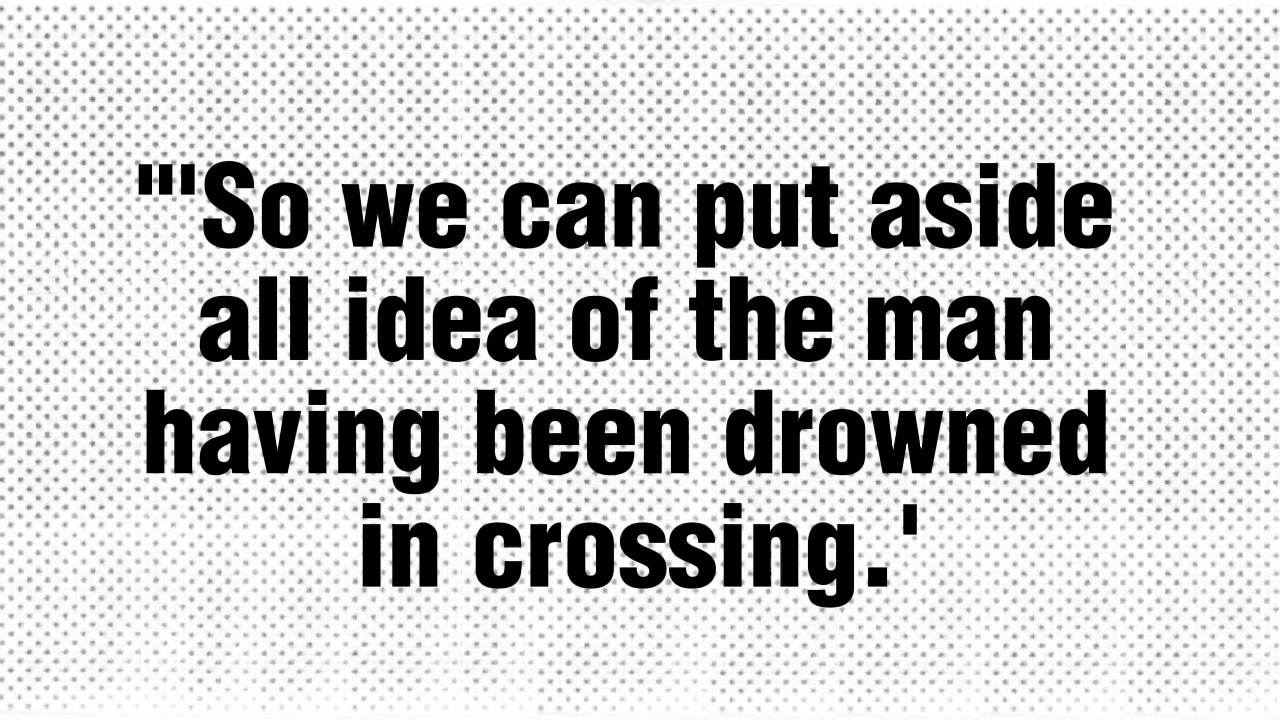 "'So we can put aside
all idea of the man
having been drowned
in crossing.'